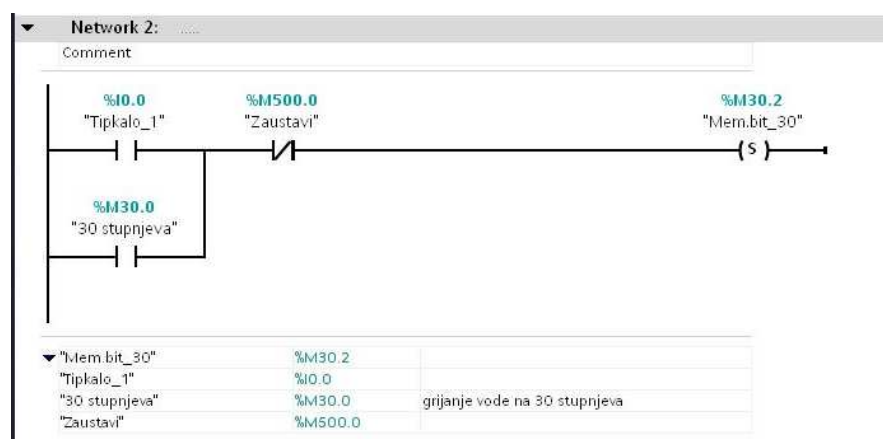 Network 2: .....
Comment
%I0.0 %M500.0 %M30.2
"Tipkalo_1" "Zaustavi" "Mem.bit_30"
S
%M30.0
"30 stupnjeva"
"Mem.bit_30" %M30.2
"Tipkalo_1" %I0.0
"30 stupnjeva" %M30.0 grijanje vode na 30 stupnjeva
"Zaustavi" %M500.0